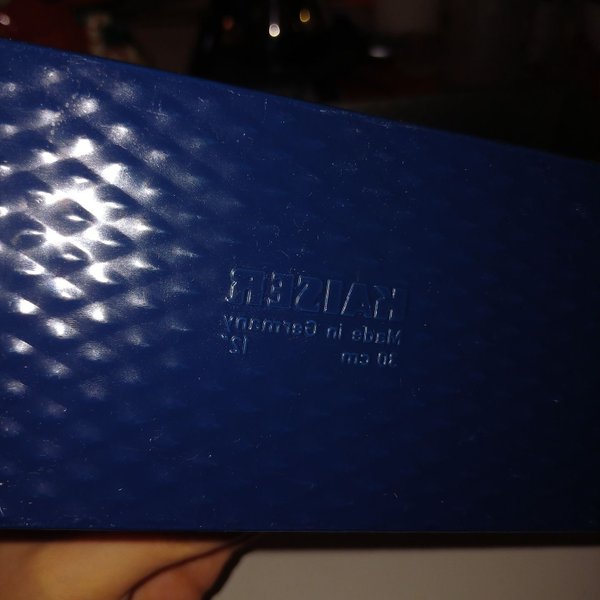 KAISER
Made in Germany
30 cm 12"